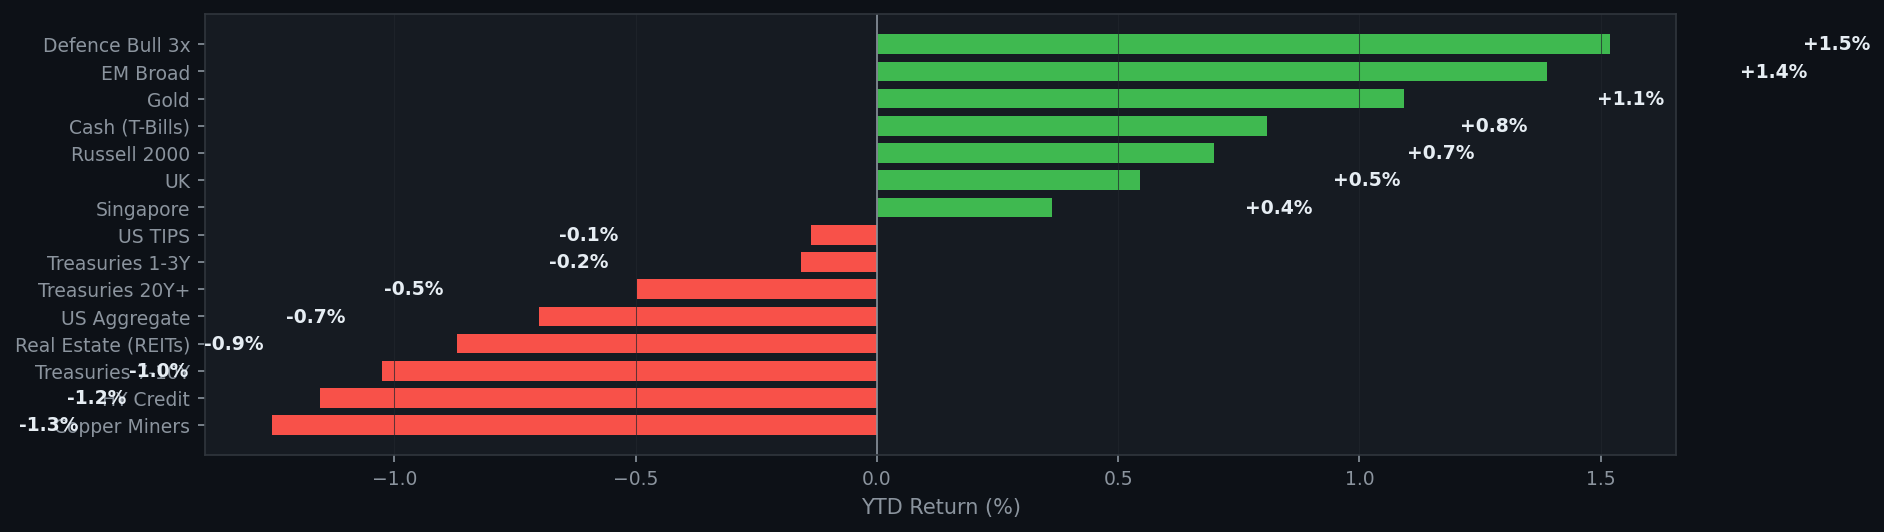 Defence Bull 3x +1.5%
EM Broad +1.4%
Gold +1.1%
Cash (T-Bills) +0.8%
Russell 2000 +0.7%
UK +0.5%
Singapore +0.4%
US TIPS -0.1%
Treasuries 1-3Y -0.2%
Treasuries 20Y+ -0.5%
US Aggregate -0.7%
Real Estate (REITs) -0.9%
Treasuries -1.0%
Credit -1.2%
Copper Miners -1.3%
−1.0 −0.5 0.0 0.5 1.0 1.5
YTD Return (%)